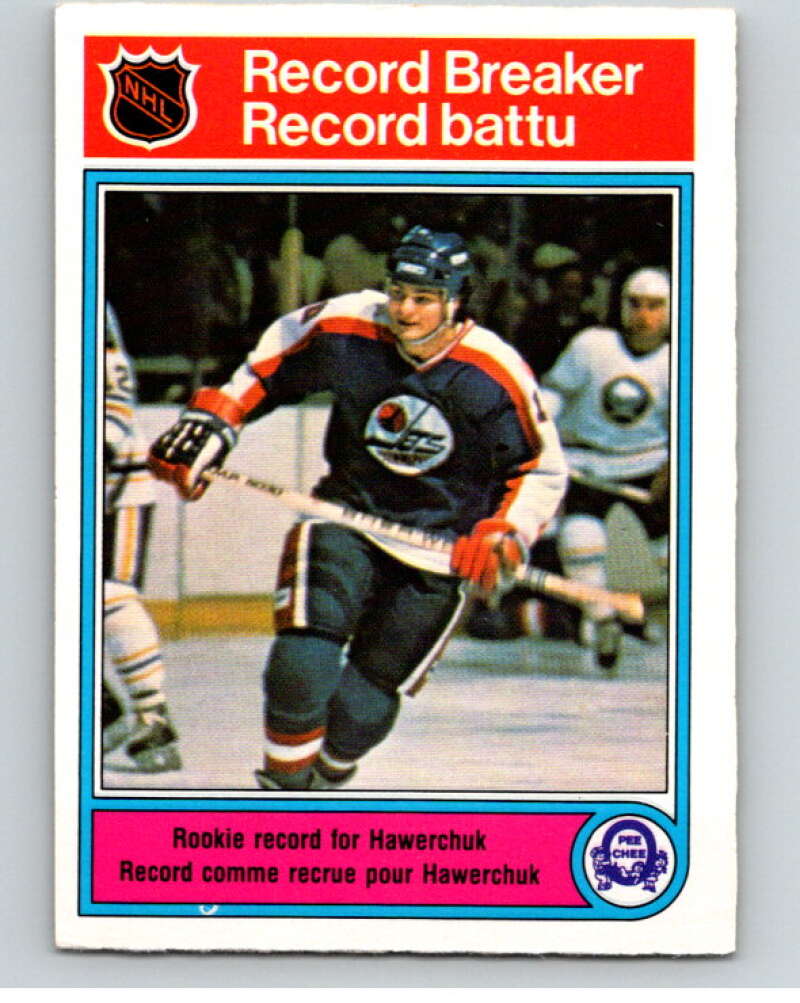 NHL
Record Breaker
Record battu
JETS
Rookie record for Hawerchuk
Record comme recrue pour Hawerchuk
PEE
CHEE